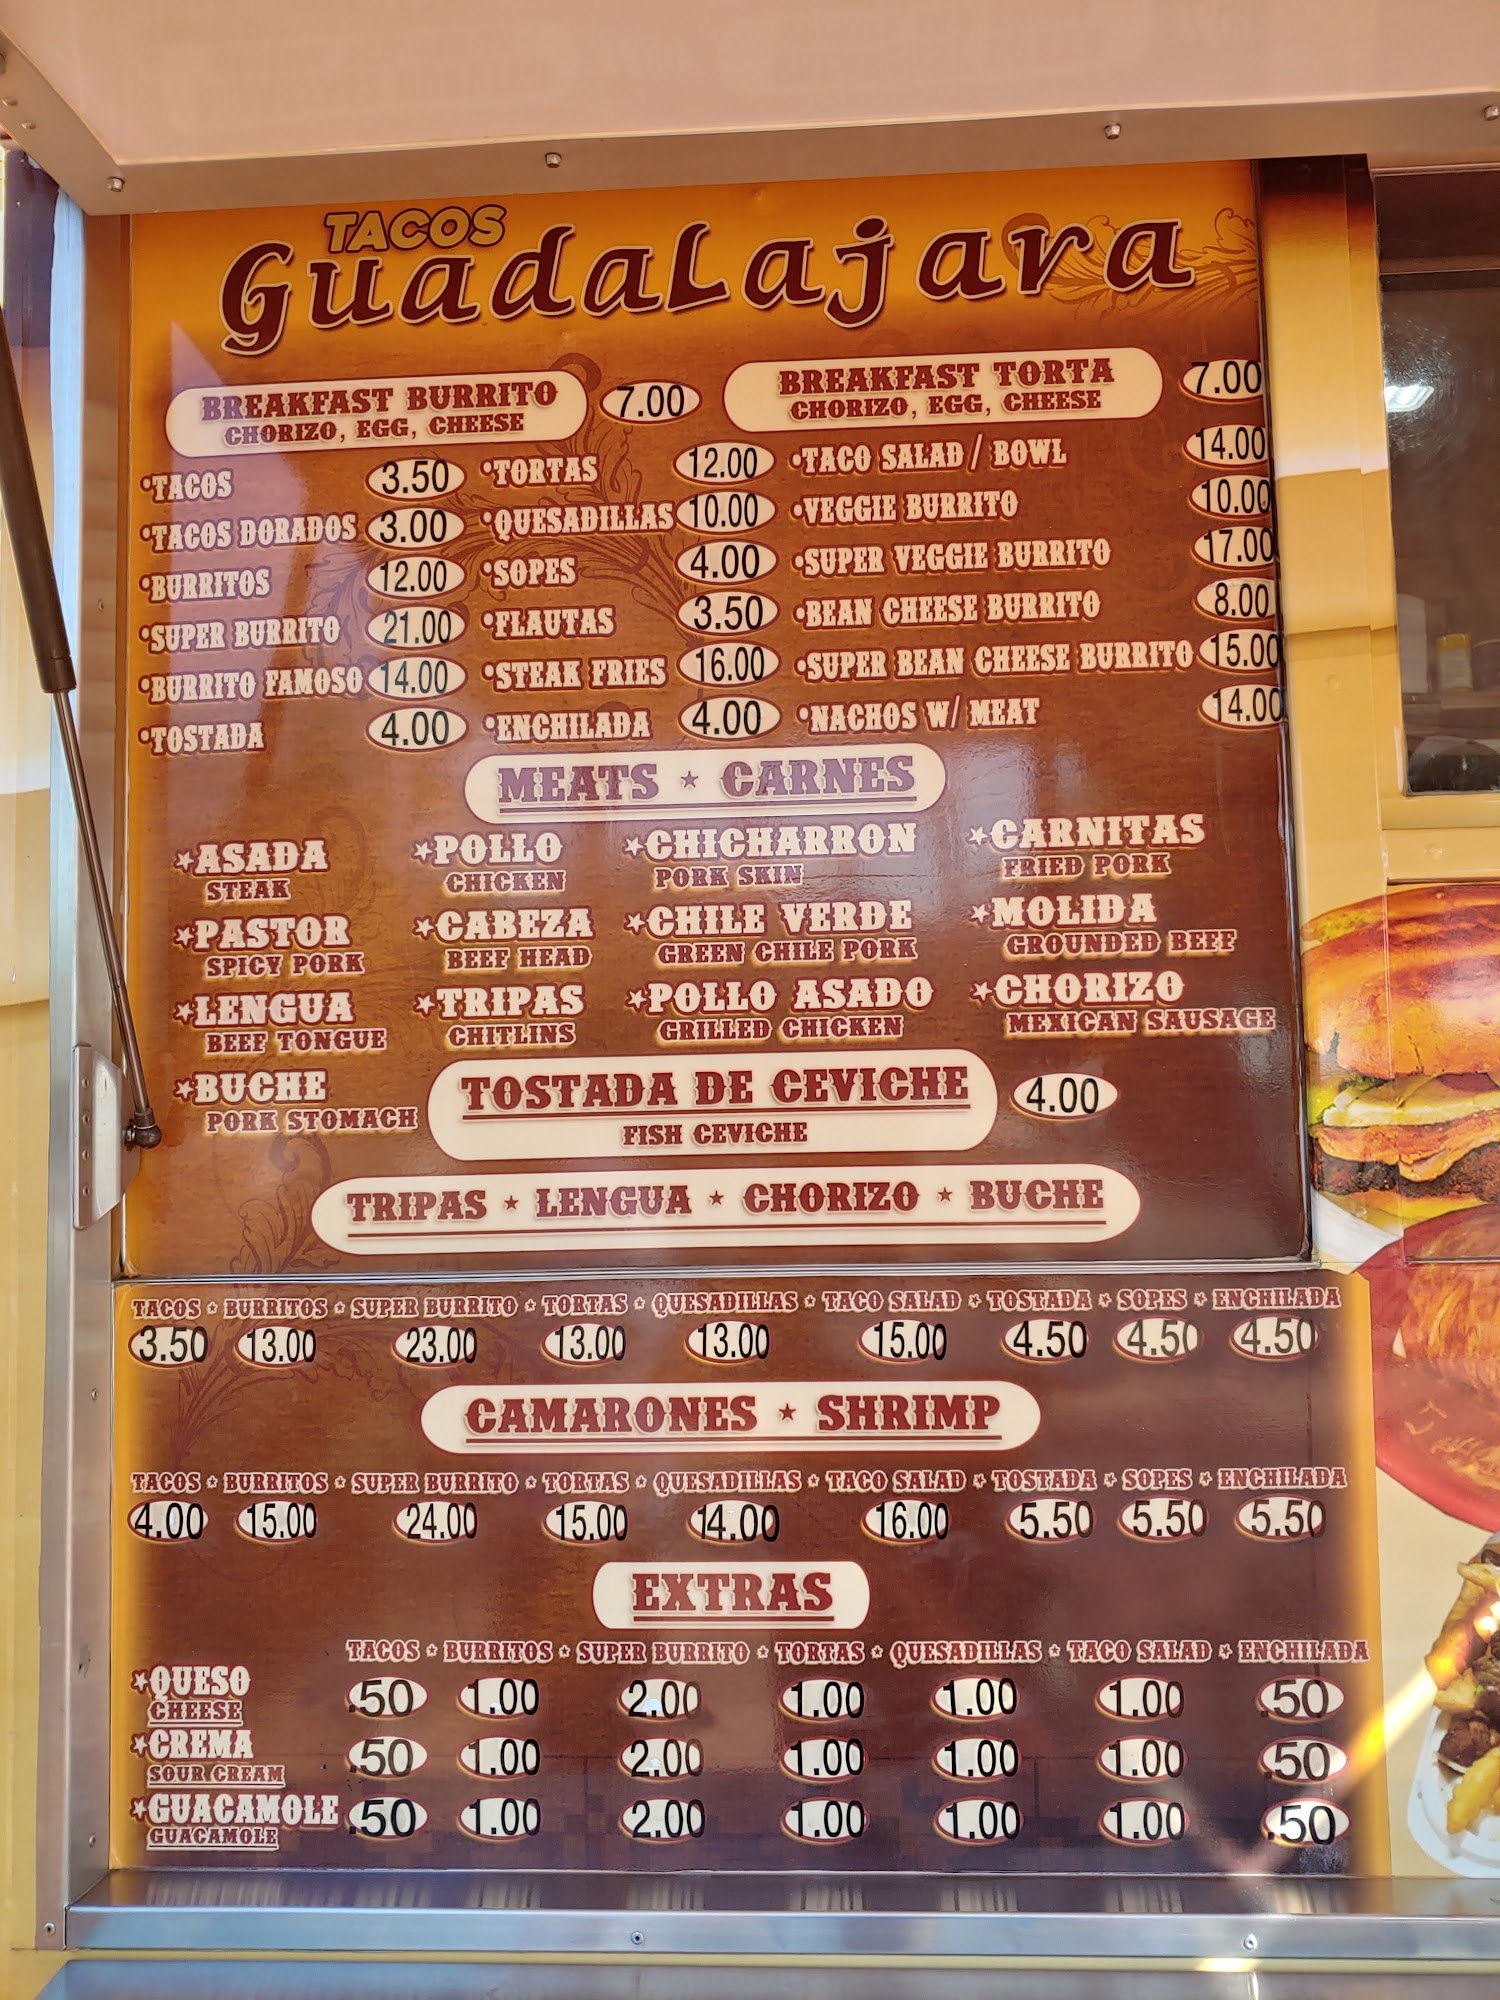 TACOS
GuadaLajara
BREAKFAST BURRITO 7.00 BREAKFAST TORTA 7.00
CHORIZO, EGG, CHEESE CHORIZO, EGG, CHEESE
•TACOS 3.50 •TORTAS 12.00 •TACO SALAD / BOWL 14.00
•TACOS DORADOS 3.00 •QUESADILLAS 10.00 •VEGGIE BURRITO 10.00
•BURRITOS 12.00 •SOPES 4.00 •SUPER VEGGIE BURRITO 17.00
•SUPER BURRITO 21.00 •FLAUTAS 3.50 •BEAN CHEESE BURRITO 8.00
•BURRITO FAMOSO 14.00 •STEAK FRIES 16.00 •SUPER BEAN CHEESE BURRITO 15.00
•TOSTADA 4.00 •ENCHILADA 4.00 •NACHOS W/ MEAT 14.00
MEATS ★ CARNES
★ASADA ★POLLO ★CHICHARRON ★CARNITAS
STEAK CHICKEN PORK SKIN FRIED PORK
★PASTOR ★CABEZA ★CHILE VERDE ★MOLIDA
SPICY PORK BEEF HEAD GREEN CHILE PORK GROUNDED BEEF
★LENGUA ★TRIPAS ★POLLO ASADO ★CHORIZO
BEEF TONGUE CHITLINS GRILLED CHICKEN MEXICAN SAUSAGE
★BUCHE
PORK STOMACH
TOSTADA DE CEVICHE 4.00
FISH CEVICHE
TRIPAS ★ LENGUA ★ CHORIZO ★ BUCHE
TACOS ★ BURRITOS ★ SUPER BURRITO ★ TORTAS ★ QUESADILLAS ★ TACO SALAD ★ TOSTADA ★ SOPES ★ ENCHILADA
3.50 13.00 23.00 13.00 13.00 15.00 4.50 4.50 4.50
CAMARONES ★ SHRIMP
TACOS ★ BURRITOS ★ SUPER BURRITO ★ TORTAS ★ QUESADILLAS ★ TACO SALAD ★ TOSTADA ★ SOPES ★ ENCHILADA
4.00 15.00 24.00 15.00 14.00 16.00 5.50 5.50 5.50
EXTRAS
TACOS ★ BURRITOS ★ SUPER BURRITO ★ TORTAS ★ QUESADILLAS ★ TACO SALAD ★ ENCHILADA
★QUESO .50 1.00 2.00 1.00 1.00 1.00 .50
CHEESE
★CREMA .50 1.00 2.00 1.00 1.00 1.00 .50
SOUR CREAM
★GUACAMOLE .50 1.00 2.00 1.00 1.00 1.00 .50
GUACAMOLE